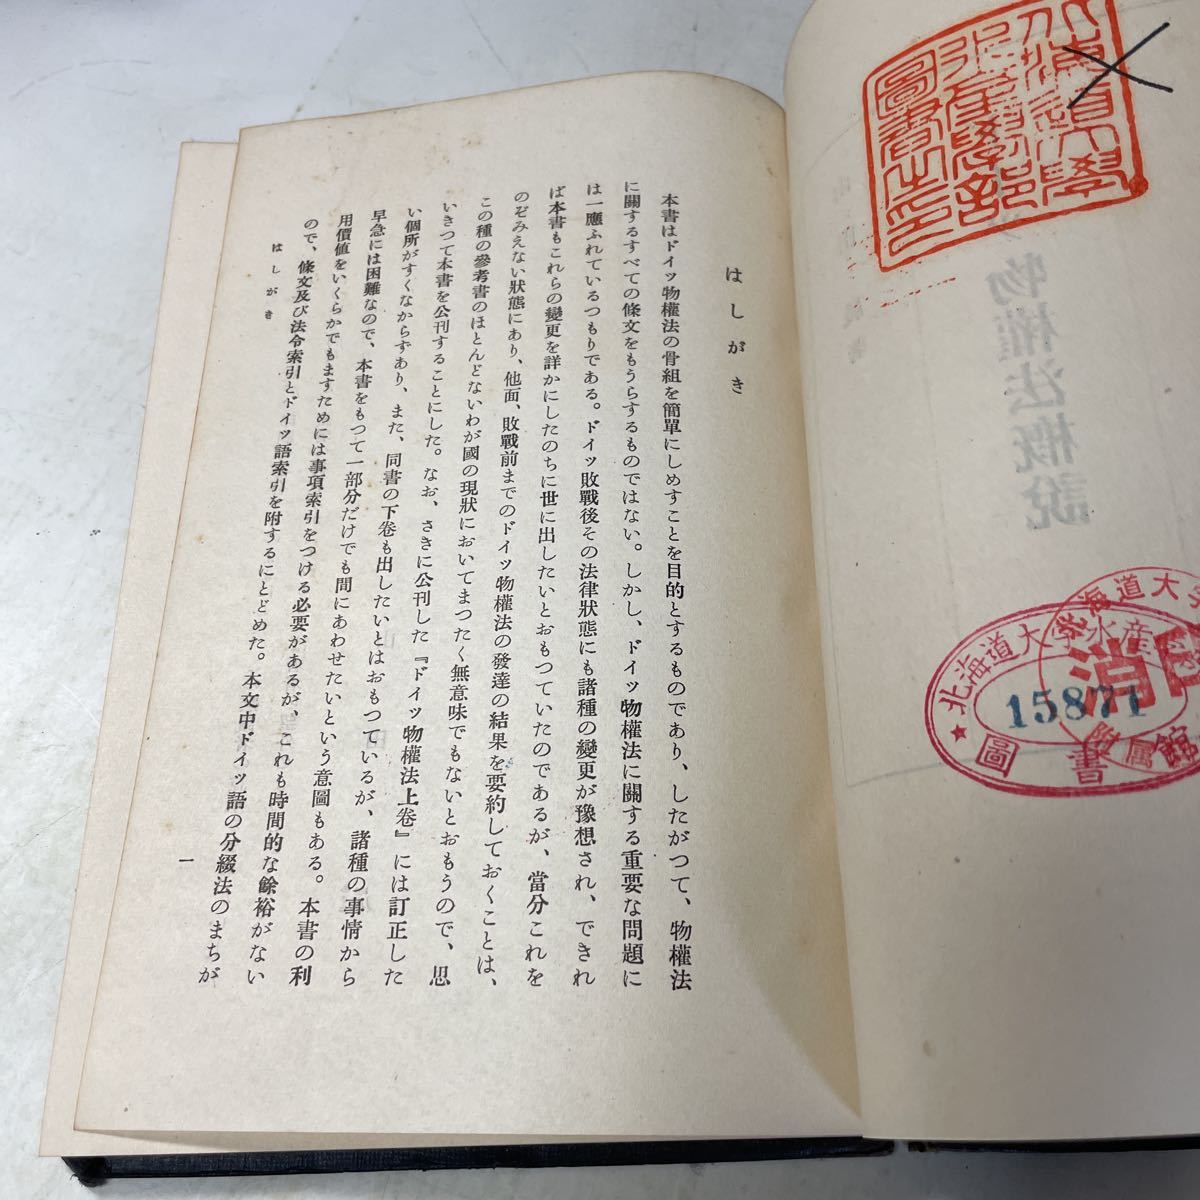 はしがき
本書はドイツ物權法の骨組を簡單にしめすことを目的とするものであり、したがつて、物權法
に關するすべての條文をもうらするものではない。しかし、ドイツ物權法に關する重要な問題に
は一應ふれているつもりである。ドイツ敗戰後その法律狀態にも諸種の變更が豫想され、できれ
ば本書もこれらの變更を詳かにしたのちに世に出したいとおもつていたのであるが、當分これを
のぞみえない狀態にあり、他面、敗戰前までのドイツ物權法の發達の結果を要約しておくことは、
この種の參考書のほとんどないわが國の現狀においてまつたく無意味でもないとおもうので、思
いきつて本書を公刊することにした。なお、さきに公刊した『ドイツ物權法上卷』には訂正した
い個所がすくなからずあり、また、同書の下卷も出したいとはおもつているが、諸種の事情から
早急には困難なので、本書をもつて一部分だけでも間にあわせたいという意圖もある。本書の利
用價値をいくらかでもますためには事項索引をつける必要があるが、これも時間的な餘裕がない
ので、條文及び法令索引とドイツ語索引を附するにとどめた。本文中ドイツ語の分綴法のまちが
はしがき
一
北海道大學
水產學部
圖書之印
物權法概說
北海道大學水産
圖書館
15871
北海道大学
消
附属